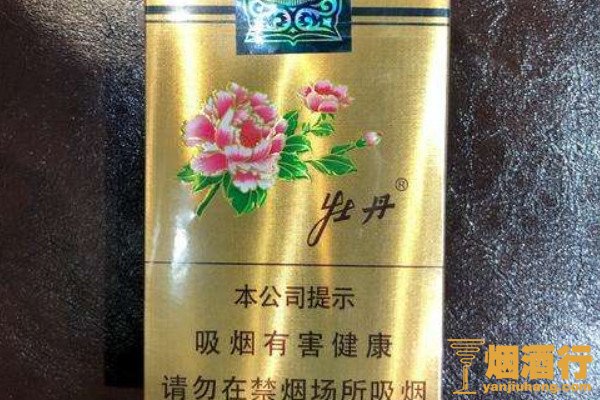 牡丹®
本公司提示
吸烟有害健康
请勿在禁烟场所吸烟
烟酒行
yanjiuhang.com